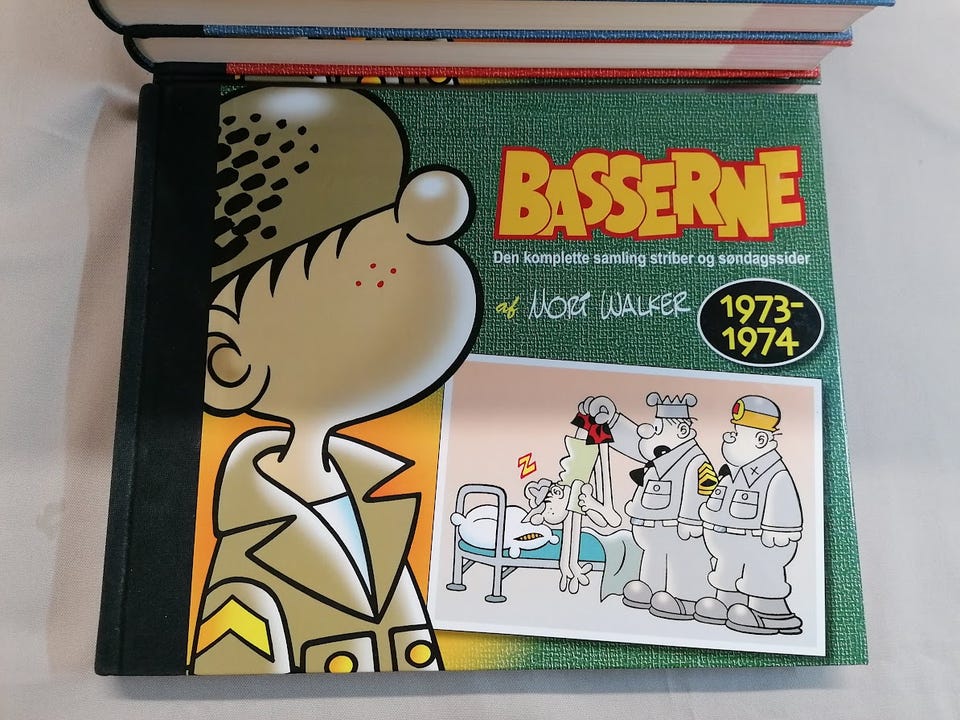 BASSERNE
Den komplette samling striber og søndagssider
af MORT WALKER
1973-
1974
Z